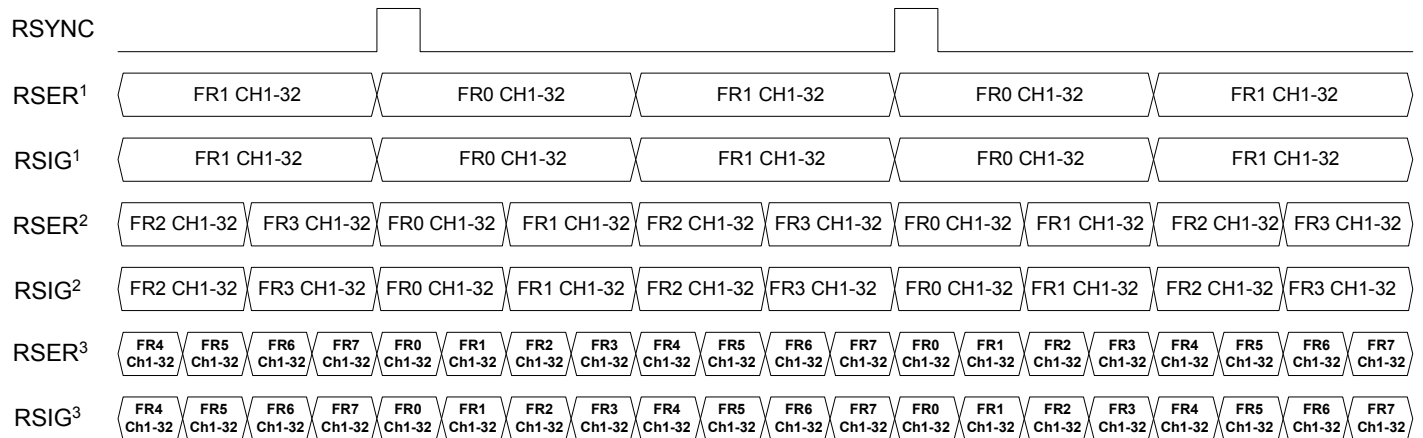 RSYNC
RSER¹ FR1 CH1-32 FR0 CH1-32 FR1 CH1-32 FR0 CH1-32 FR1 CH1-32
RSIG¹ FR1 CH1-32 FR0 CH1-32 FR1 CH1-32 FR0 CH1-32 FR1 CH1-32
RSER² FR2 CH1-32 FR3 CH1-32 FR0 CH1-32 FR1 CH1-32 FR2 CH1-32 FR3 CH1-32 FR0 CH1-32 FR1 CH1-32 FR2 CH1-32 FR3 CH1-32
RSIG² FR2 CH1-32 FR3 CH1-32 FR0 CH1-32 FR1 CH1-32 FR2 CH1-32 FR3 CH1-32 FR0 CH1-32 FR1 CH1-32 FR2 CH1-32 FR3 CH1-32
RSER³ FR4 FR5 FR6 FR7 FR0 FR1 FR2 FR3 FR4 FR5 FR6 FR7 FR0 FR1 FR2 FR3 FR4 FR5 FR6 FR7
Ch1-32 Ch1-32 Ch1-32 Ch1-32 Ch1-32 Ch1-32 Ch1-32 Ch1-32 Ch1-32 Ch1-32 Ch1-32 Ch1-32 Ch1-32 Ch1-32 Ch1-32 Ch1-32 Ch1-32 Ch1-32 Ch1-32 Ch1-32
RSIG³ FR4 FR5 FR6 FR7 FR0 FR1 FR2 FR3 FR4 FR5 FR6 FR7 FR0 FR1 FR2 FR3 FR4 FR5 FR6 FR7
Ch1-32 Ch1-32 Ch1-32 Ch1-32 Ch1-32 Ch1-32 Ch1-32 Ch1-32 Ch1-32 Ch1-32 Ch1-32 Ch1-32 Ch1-32 Ch1-32 Ch1-32 Ch1-32 Ch1-32 Ch1-32 Ch1-32 Ch1-32